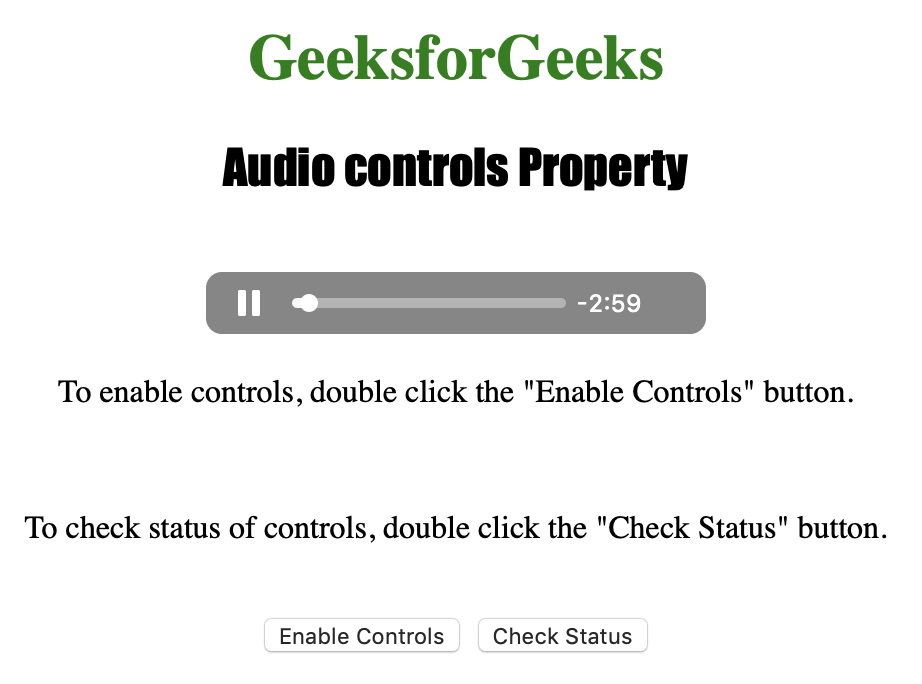 GeeksforGeeks
Audio controls Property
-2:59
To enable controls, double click the "Enable Controls" button.
To check status of controls, double click the "Check Status" button.
Enable Controls Check Status